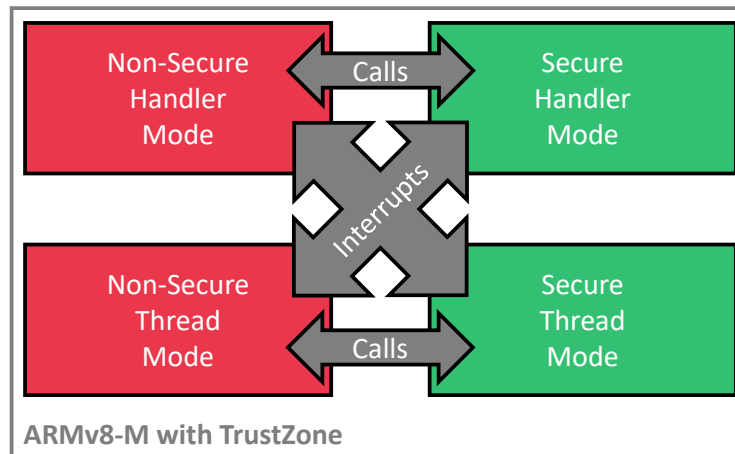 Non-Secure
Handler
Mode
Calls
Secure
Handler
Mode
Interrupts
Non-Secure
Thread
Mode
Calls
Secure
Thread
Mode
ARMv8-M with TrustZone